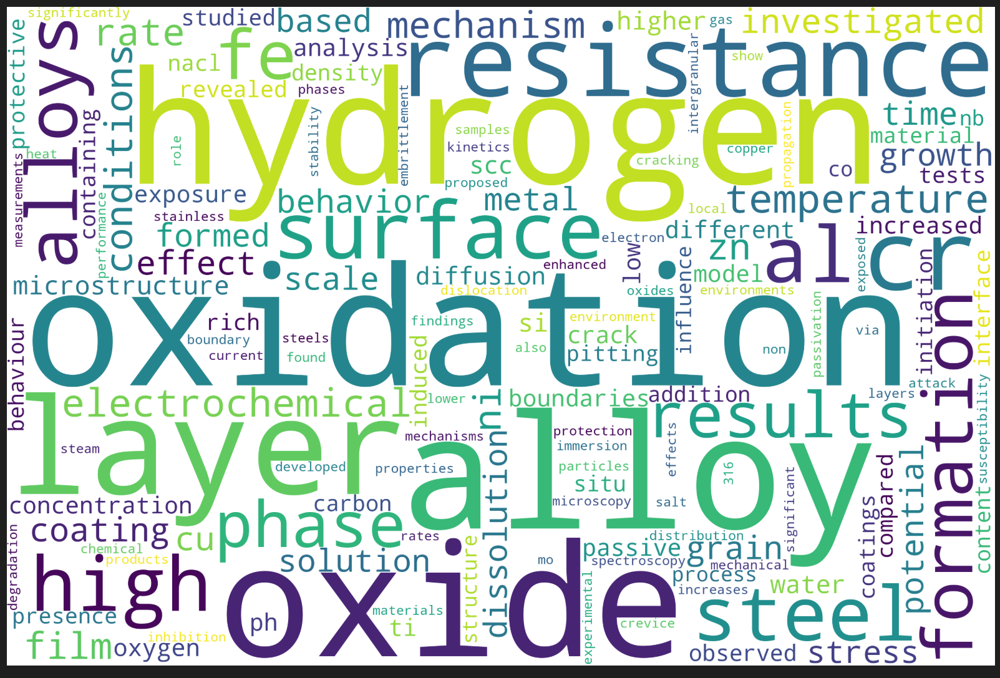 significantly
studied
based
mechanism
higher
gas
investigated
protective
alloys
rate
fe
analysis
resistance
intergranular
show
conditions
nacl
density
revealed
phases
hydrogen
embrittlement
stability
containing
role
heat
measurements
samples
kinetics
scc
proposed
copper
cracking
propagation
time
nb
material
growth
co
tests
exposure
behavior
metal
local
temperature
stainless
performance
surface
formed
electron
different
increased
effect
enhanced
low
zn
al
cr
exposed
microstructure
scale
diffusion
dislocation
oxides
influence
model
environments
initiation
interface
oxidation
rich
boundary
current
steels
found
findings
si
environment
crack
also
pitting
non
via
passivation
formation
behaviour
electrochemical
induced
lower
ni
boundaries
addition
layers
attack
susceptibility
layer
alloy
results
steam
developed
mechanisms
properties
dissolution
protection
immersion
particles
situ
microscopy
effects
salt
316
significant
compared
potential
content
concentration
carbon
coating
cu
phase
rates
chemical
products
degradation
structure
distribution
passive
grain
coatings
high
solution
oxide
mo
spectroscopy
mechanical
process
increases
water
steel
presence
ph
materials
ti
experimental
crevice
film
oxygen
inhibition
observed
stress